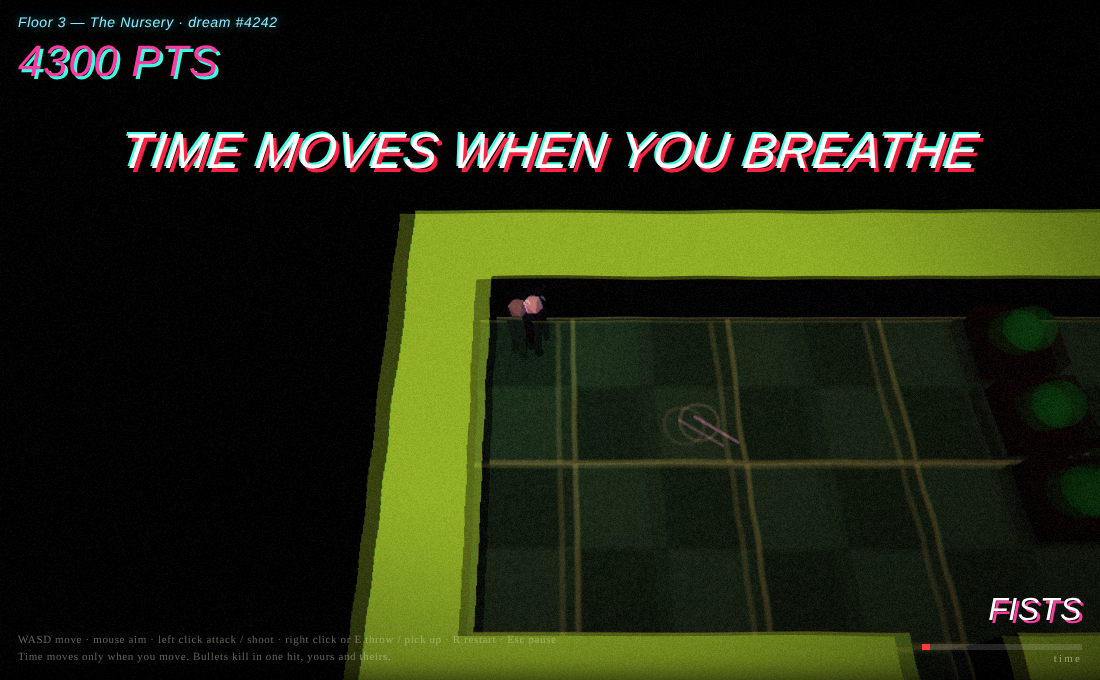 Floor 3 — The Nursery · dream #4242
4300 PTS
TIME MOVES WHEN YOU BREATHE
FISTS
WASD move · mouse aim · left click attack / shoot · right click or E throw / pick up · R restart · Esc pause
Time moves only when you move. Bullets kill in one hit, yours and theirs.
time